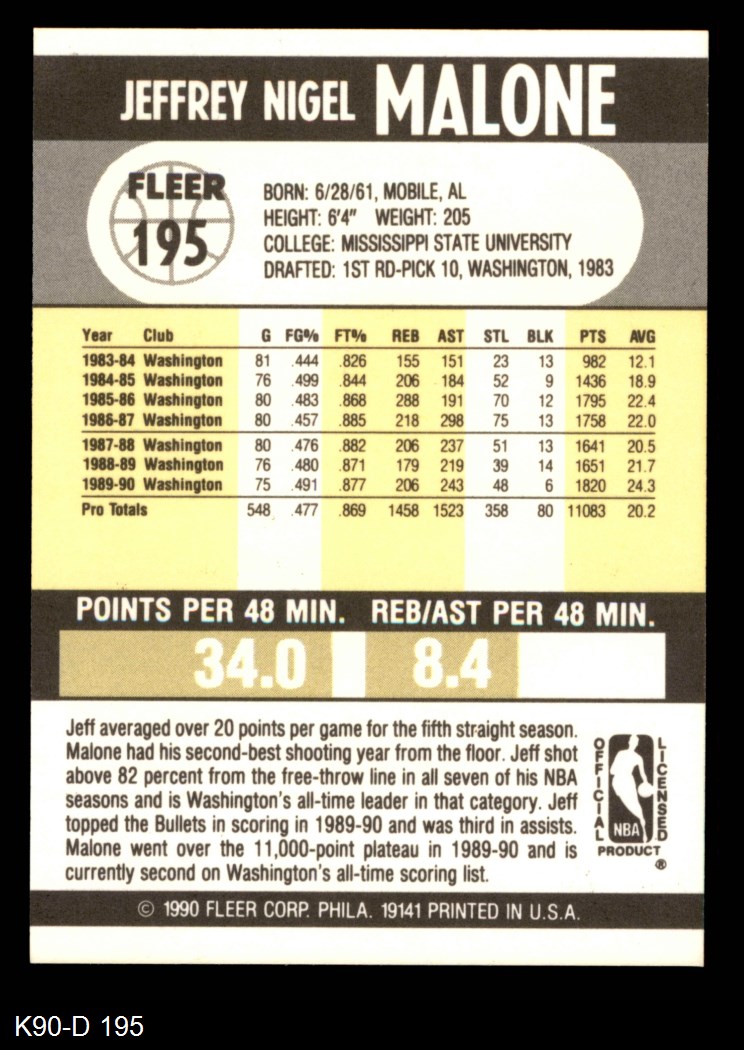 JEFFREY NIGEL MALONE
FLEER
195
BORN: 6/28/61, MOBILE, AL
HEIGHT: 6'4" WEIGHT: 205
COLLEGE: MISSISSIPPI STATE UNIVERSITY
DRAFTED: 1ST RD-PICK 10, WASHINGTON, 1983
Year Club G FG% FT% REB AST STL BLK PTS AVG
1983-84 Washington 81 .444 .826 155 151 23 13 982 12.1
1984-85 Washington 76 .499 .844 206 184 52 9 1436 18.9
1985-86 Washington 80 .483 .868 288 191 70 12 1795 22.4
1986-87 Washington 80 .457 .885 218 298 75 13 1758 22.0
1987-88 Washington 80 .476 .882 206 237 51 13 1641 20.5
1988-89 Washington 76 .480 .871 179 219 39 14 1651 21.7
1989-90 Washington 75 .491 .877 206 243 48 6 1820 24.3
Pro Totals 548 .477 .869 1458 1523 358 80 11083 20.2
POINTS PER 48 MIN. REB/AST PER 48 MIN.
34.0 8.4
Jeff averaged over 20 points per game for the fifth straight season.
Malone had his second-best shooting year from the floor. Jeff shot
above 82 percent from the free-throw line in all seven of his NBA
seasons and is Washington's all-time leader in that category. Jeff
topped the Bullets in scoring in 1989-90 and was third in assists.
Malone went over the 11,000-point plateau in 1989-90 and is
currently second on Washington's all-time scoring list.
OFFICIAL
LICENSED
NBA
PRODUCT
®
© 1990 FLEER CORP. PHILA. 19141 PRINTED IN U.S.A.
K90-D 195